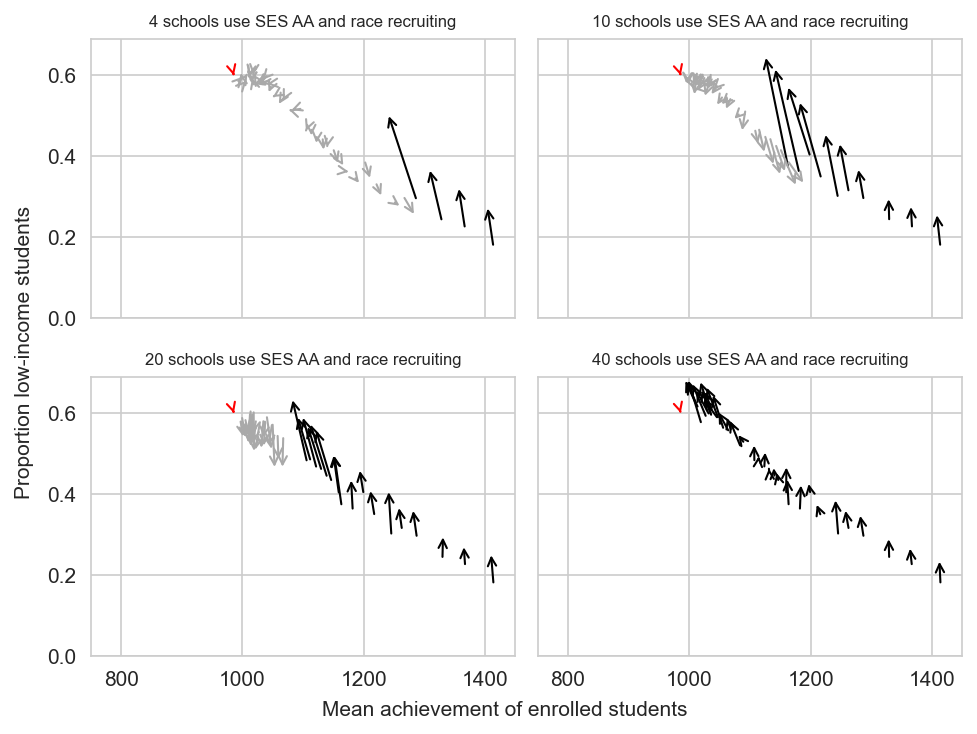 4 schools use SES AA and race recruiting
10 schools use SES AA and race recruiting
0.6
0.4
0.2
0.0
20 schools use SES AA and race recruiting
40 schools use SES AA and race recruiting
0.6
0.4
0.2
0.0
800
1000
1200
1400
800
1000
1200
1400
Proportion low-income students
Mean achievement of enrolled students